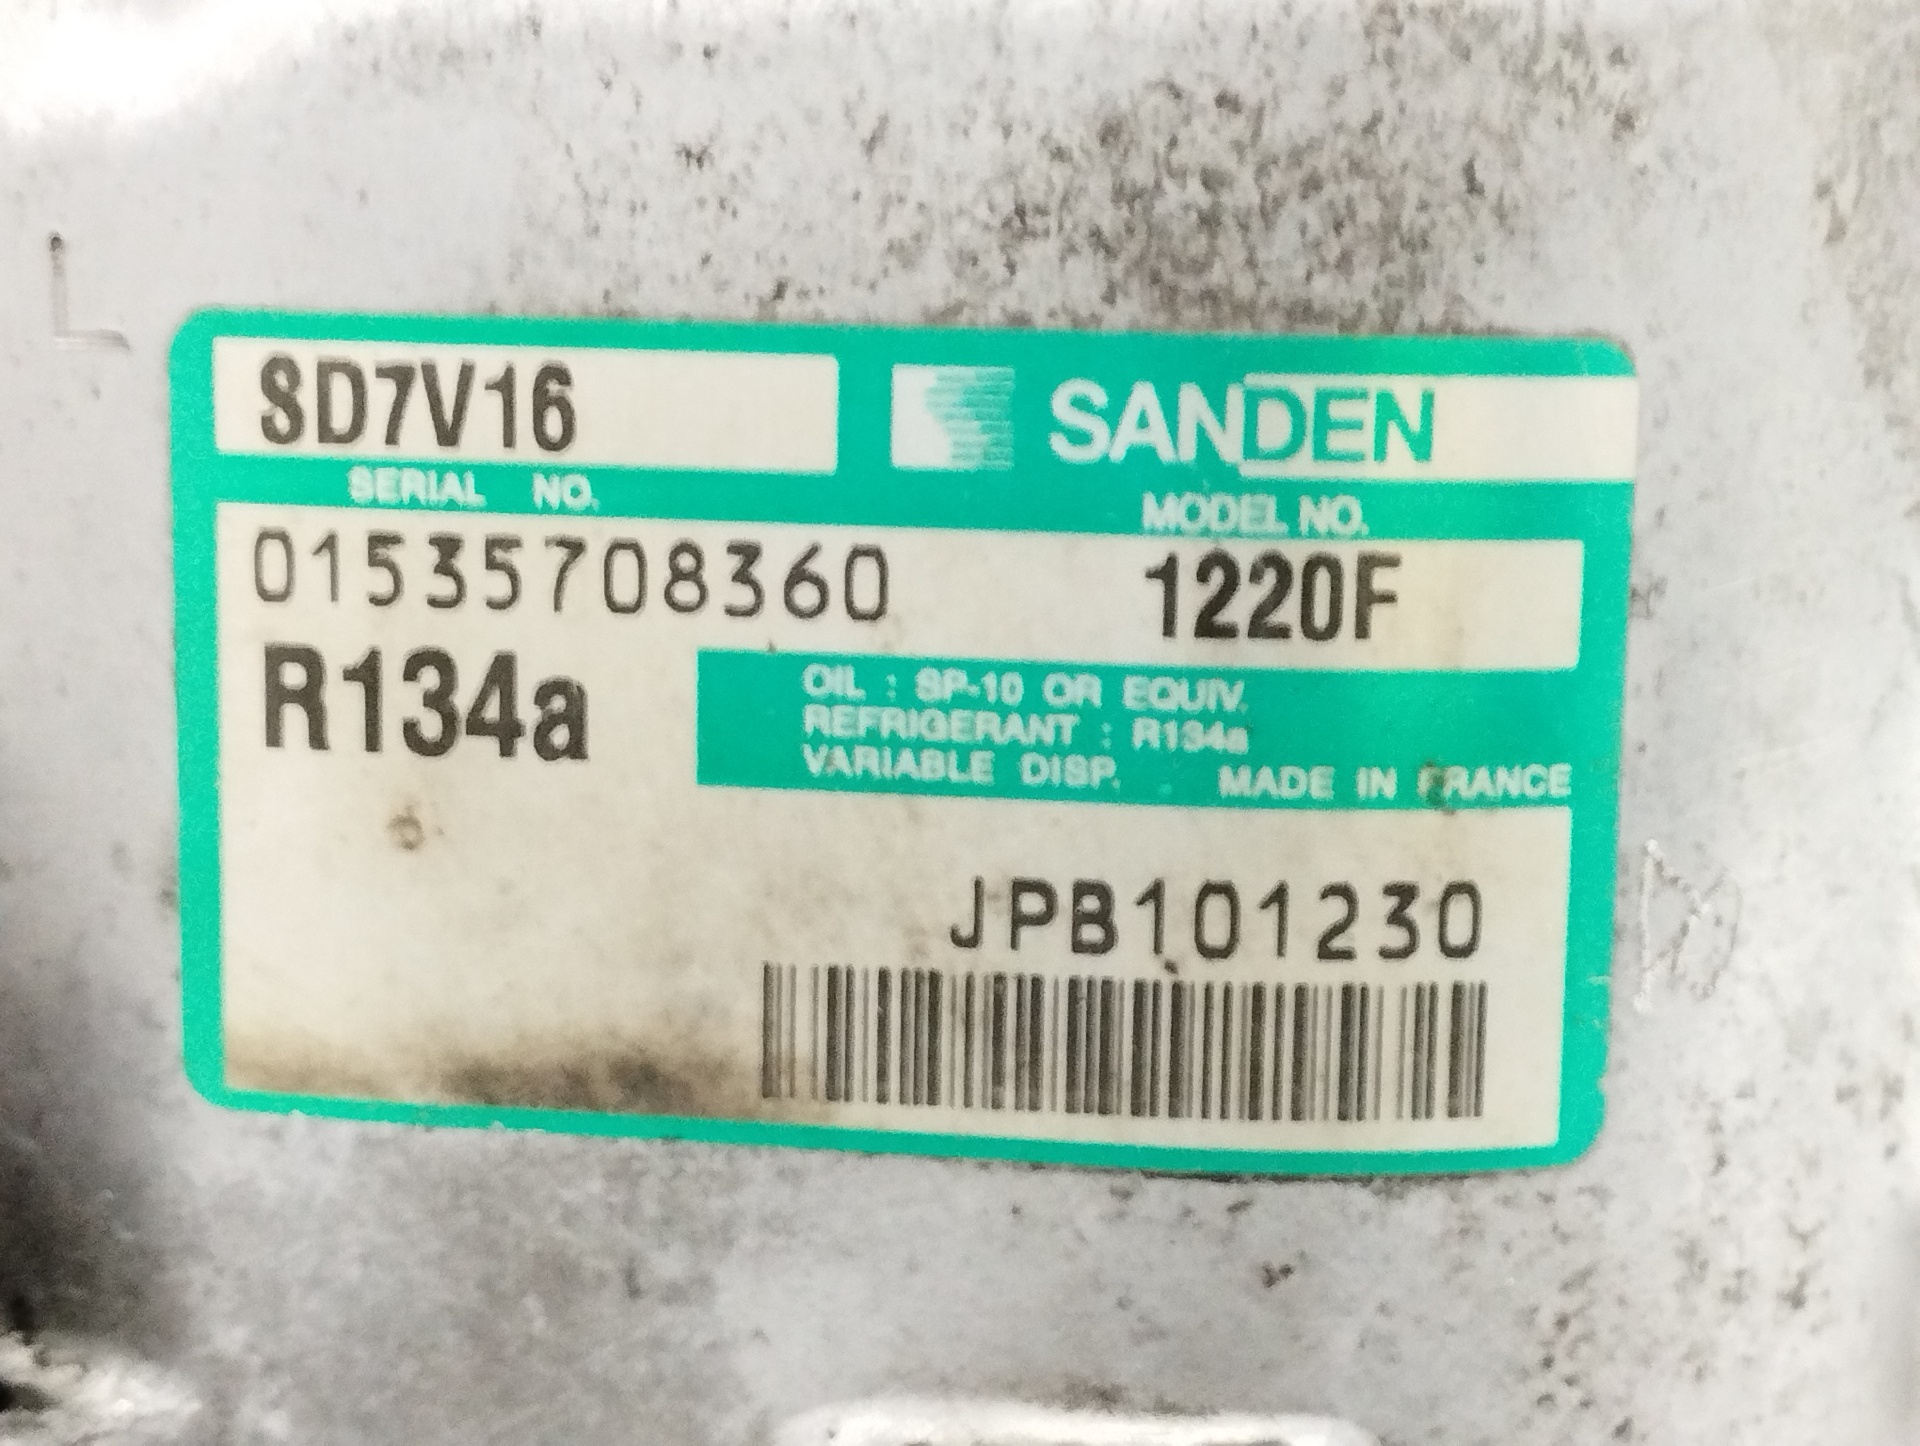 L
SD7V16
SANDEN
SERIAL NO.
MODEL NO.
01535708360
1220F
R134a
OIL : SP-10 OR EQUIV.
REFRIGERANT : R134a
VARIABLE DISP.
MADE IN FRANCE
JPB101230